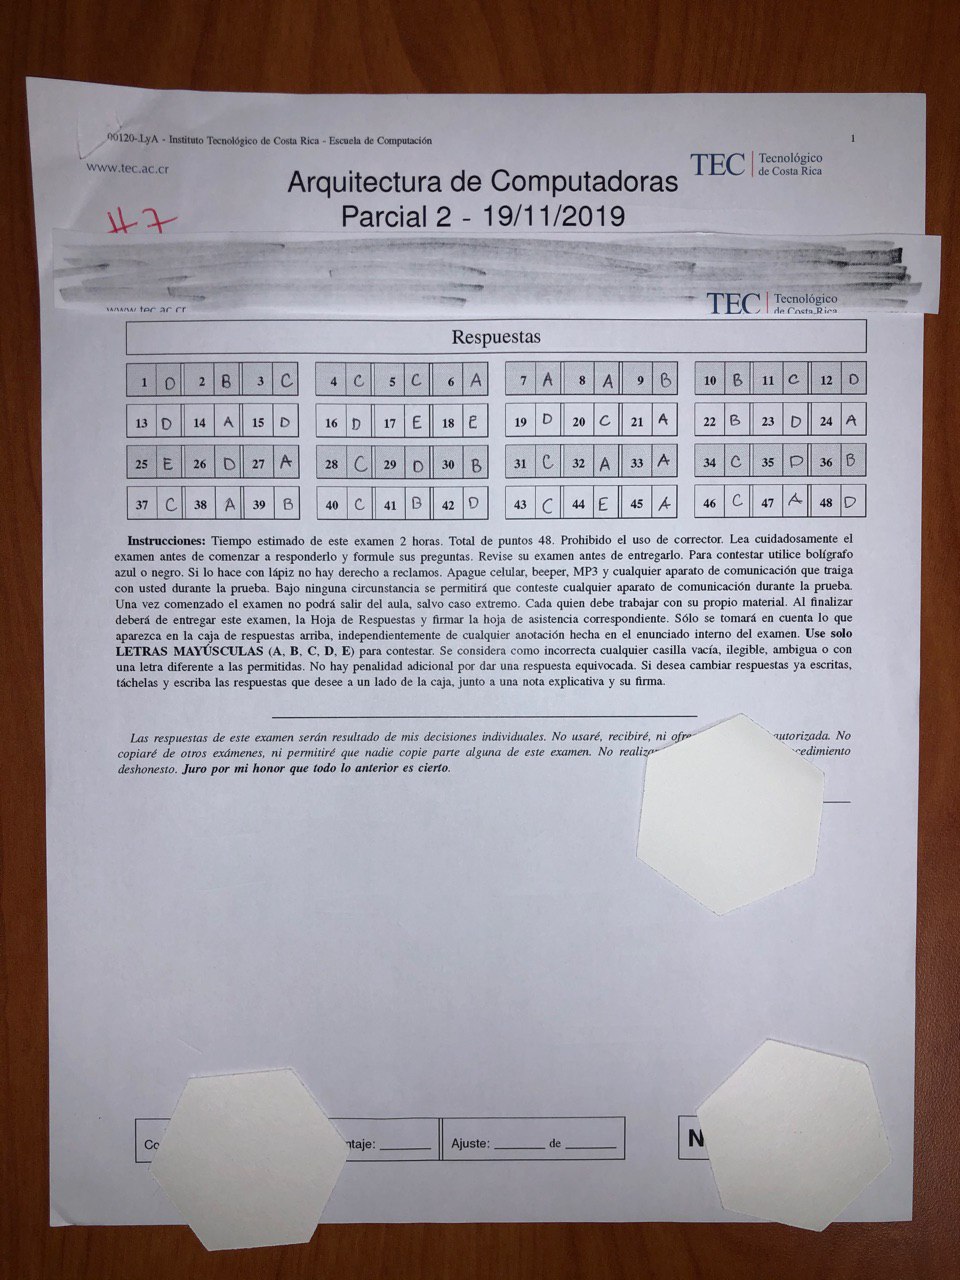 00120-.LyA - Instituto Tecnológico de Costa Rica - Escuela de Computación 1
www.tec.ac.cr
TEC | Tecnológico de Costa Rica
Arquitectura de Computadoras
Parcial 2 - 19/11/2019
#7
www.tec.ac.cr
TEC | Tecnológico de Costa Rica
Respuestas
1 D 2 B 3 C 4 C 5 C 6 A 7 A 8 A 9 B 10 B 11 C 12 D
13 D 14 A 15 D 16 D 17 E 18 E 19 D 20 C 21 A 22 B 23 D 24 A
25 E 26 D 27 A 28 C 29 D 30 B 31 C 32 A 33 A 34 C 35 D 36 B
37 C 38 A 39 B 40 C 41 B 42 D 43 C 44 E 45 A 46 C 47 A 48 D
Instrucciones: Tiempo estimado de este examen 2 horas. Total de puntos 48. Prohibido el uso de corrector. Lea cuidadosamente el
examen antes de comenzar a responderlo y formule sus preguntas. Revise su examen antes de entregarlo. Para contestar utilice bolígrafo
azul o negro. Si lo hace con lápiz no hay derecho a reclamos. Apague celular, beeper, MP3 y cualquier aparato de comunicación que traiga
con usted durante la prueba. Bajo ninguna circunstancia se permitirá que conteste cualquier aparato de comunicación durante la prueba.
Una vez comenzado el examen no podrá salir del aula, salvo caso extremo. Cada quien debe trabajar con su propio material. Al finalizar
deberá de entregar este examen, la Hoja de Respuestas y firmar la hoja de asistencia correspondiente. Sólo se tomará en cuenta lo que
aparezca en la caja de respuestas arriba, independientemente de cualquier anotación hecha en el enunciado interno del examen. Use solo
LETRAS MAYÚSCULAS (A, B, C, D, E) para contestar. Se considera como incorrecta cualquier casilla vacía, ilegible, ambigua o con
una letra diferente a las permitidas. No hay penalidad adicional por dar una respuesta equivocada. Si desea cambiar respuestas ya escritas,
táchelas y escriba las respuestas que desee a un lado de la caja, junto a una nota explicativa y su firma.
Las respuestas de este examen serán resultado de mis decisiones individuales. No usaré, recibiré, ni autorizada. No
copiaré de otros exámenes, ni permitiré que nadie copie parte alguna de este examen. No
deshonesto. Juro por mi honor que todo lo anterior es cierto.
Ajuste: ______ de ______